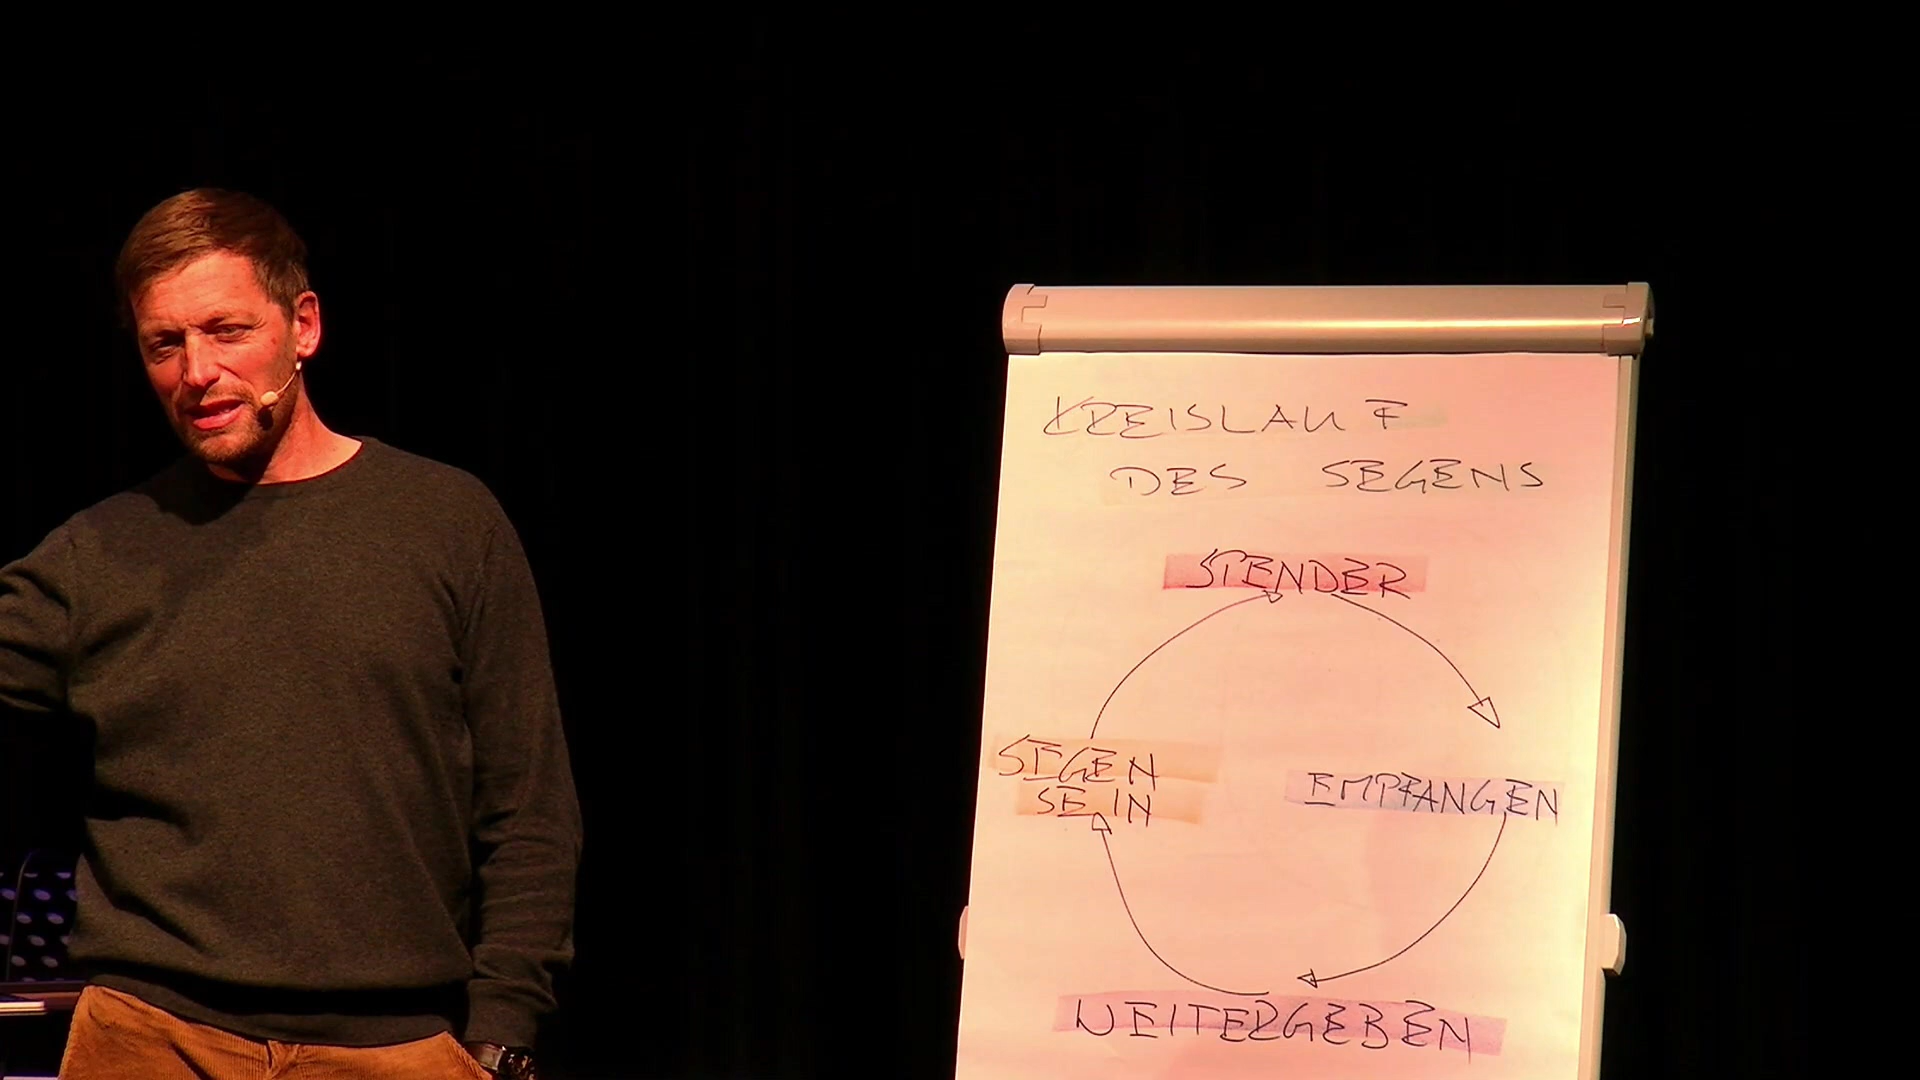 KREISLAUF
DES SEGENS
SPENDER
SEGEN
SEIN
EMPFANGEN
WEITERGEBEN